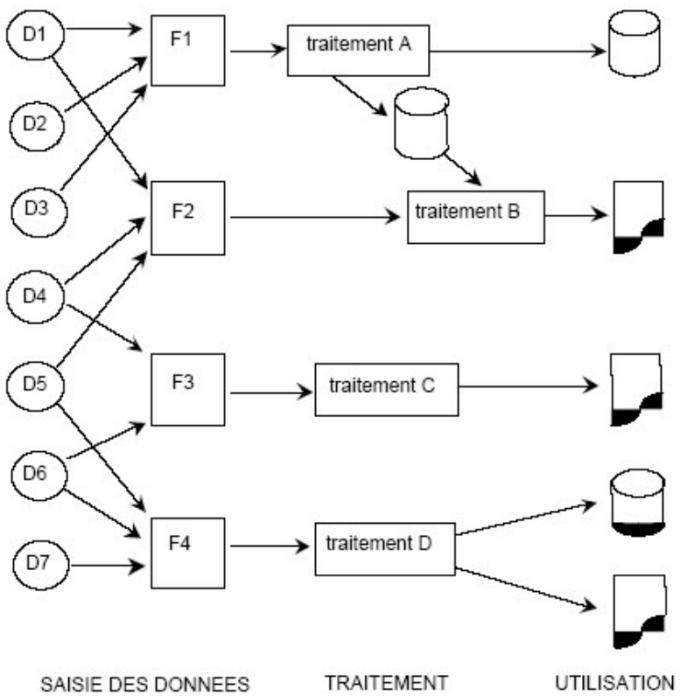 D1
F1
traitement A
D2
D3
F2
traitement B
D4
D5
F3
traitement C
D6
F4
traitement D
D7
SAISIE DES DONNEES
TRAITEMENT
UTILISATION